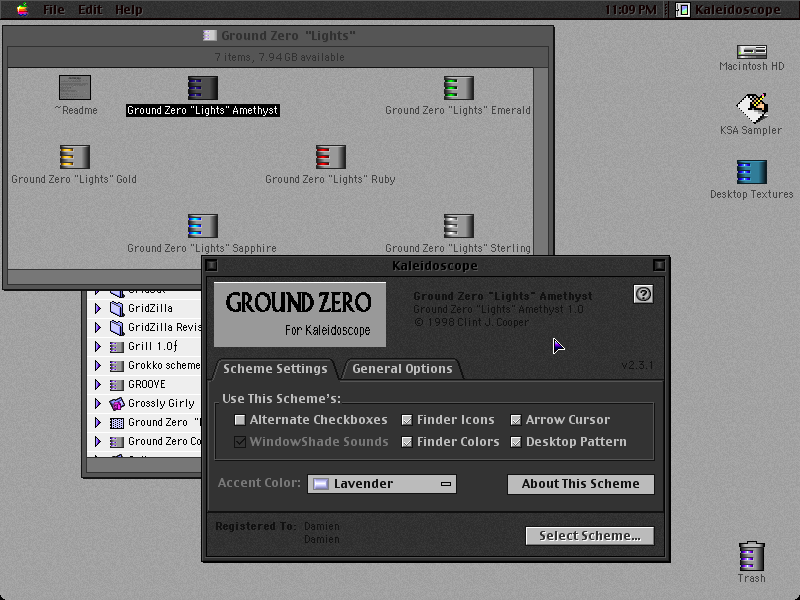 File Edit Help 11:09 PM Kaleidoscope
Ground Zero "Lights"
7 items, 7.94 GB available
~Readme
Ground Zero "Lights" Amethyst
Ground Zero "Lights" Emerald
Ground Zero "Lights" Gold
Ground Zero "Lights" Ruby
Ground Zero "Lights" Sapphire
Ground Zero "Lights" Sterling
Macintosh HD
KSA Sampler
Desktop Textures
Trash
GridZilla
GridZilla Revis
Grill 1.0ƒ
Grokko scheme
GROOVE
Grossly Girly
Ground Zero "l
Ground Zero Co
Kaleidoscope
GROUND ZERO
For Kaleidoscope
Ground Zero "Lights" Amethyst
Ground Zero "Lights" Amethyst 1.0
© 1998 Clint J. Cooper
?
v2.3.1
Scheme Settings General Options
Use This Scheme's:
Alternate Checkboxes Finder Icons Arrow Cursor
WindowShade Sounds Finder Colors Desktop Pattern
Accent Color: Lavender About This Scheme
Registered To: Damien
Damien
Select Scheme...